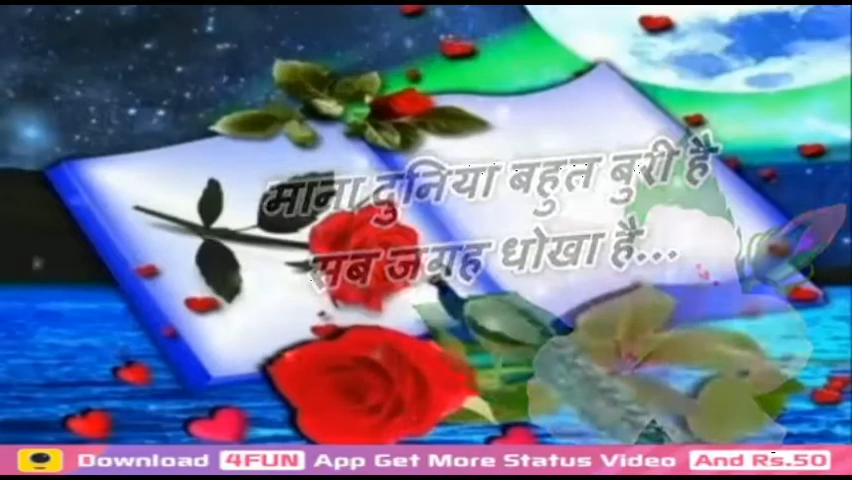 माना दुनिया बहुत बुरी है
सब जगह धोखा है...
Download 4FUN App Get More Status Video And Rs.50